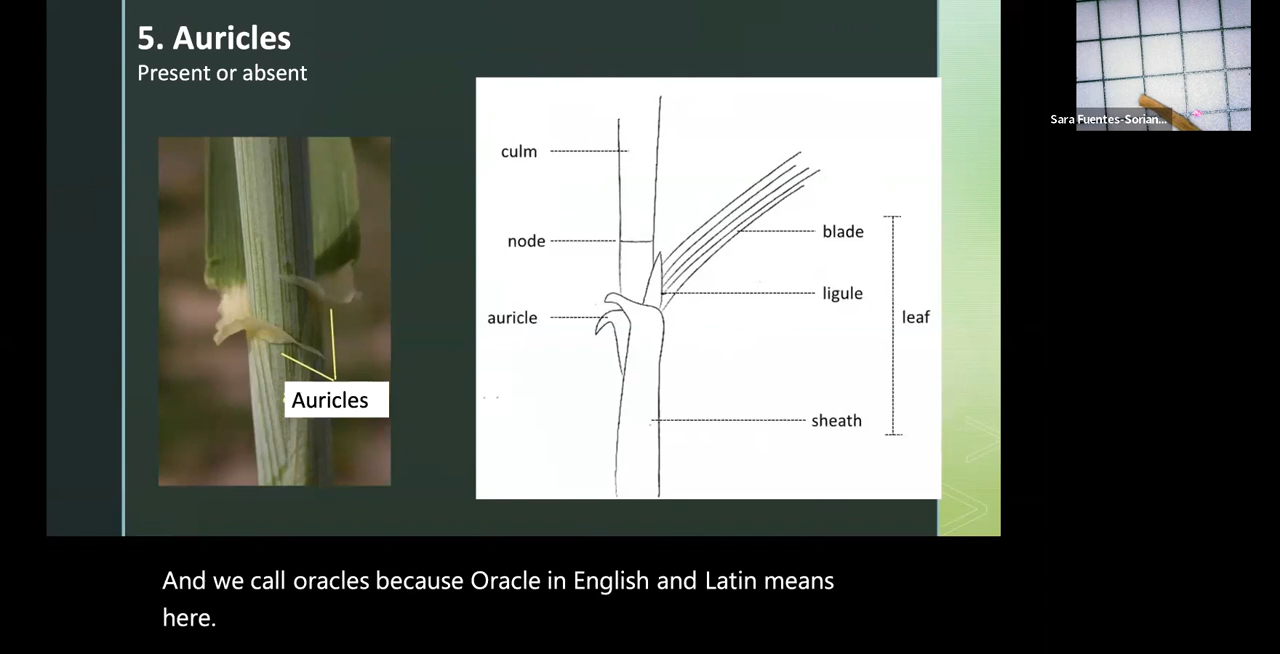 5. Auricles
Present or absent
Auricles
culm
node
auricle
blade
ligule
leaf
sheath
Sara Fuentes-Sorian...
And we call oracles because Oracle in English and Latin means
here.